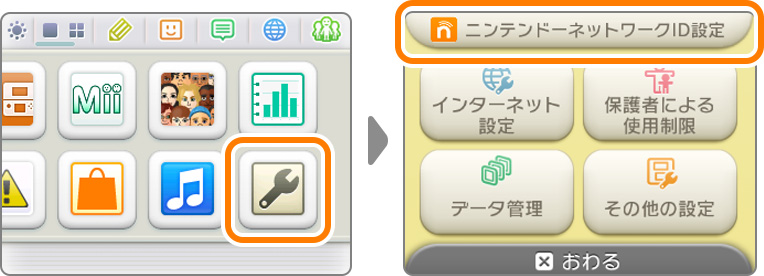 Mii
ニンテンドーネットワークID設定
インターネット
設定
保護者による
使用制限
データ管理
その他の設定
おわる